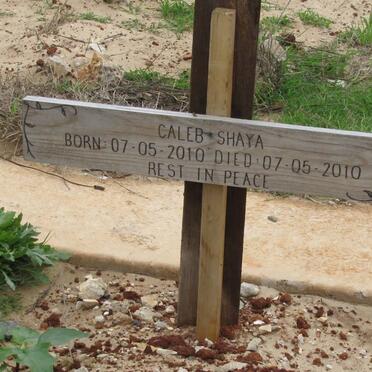 CALEB SHAYA
BORN: 07-05-2010 DIED: 07-05-2010
REST IN PEACE